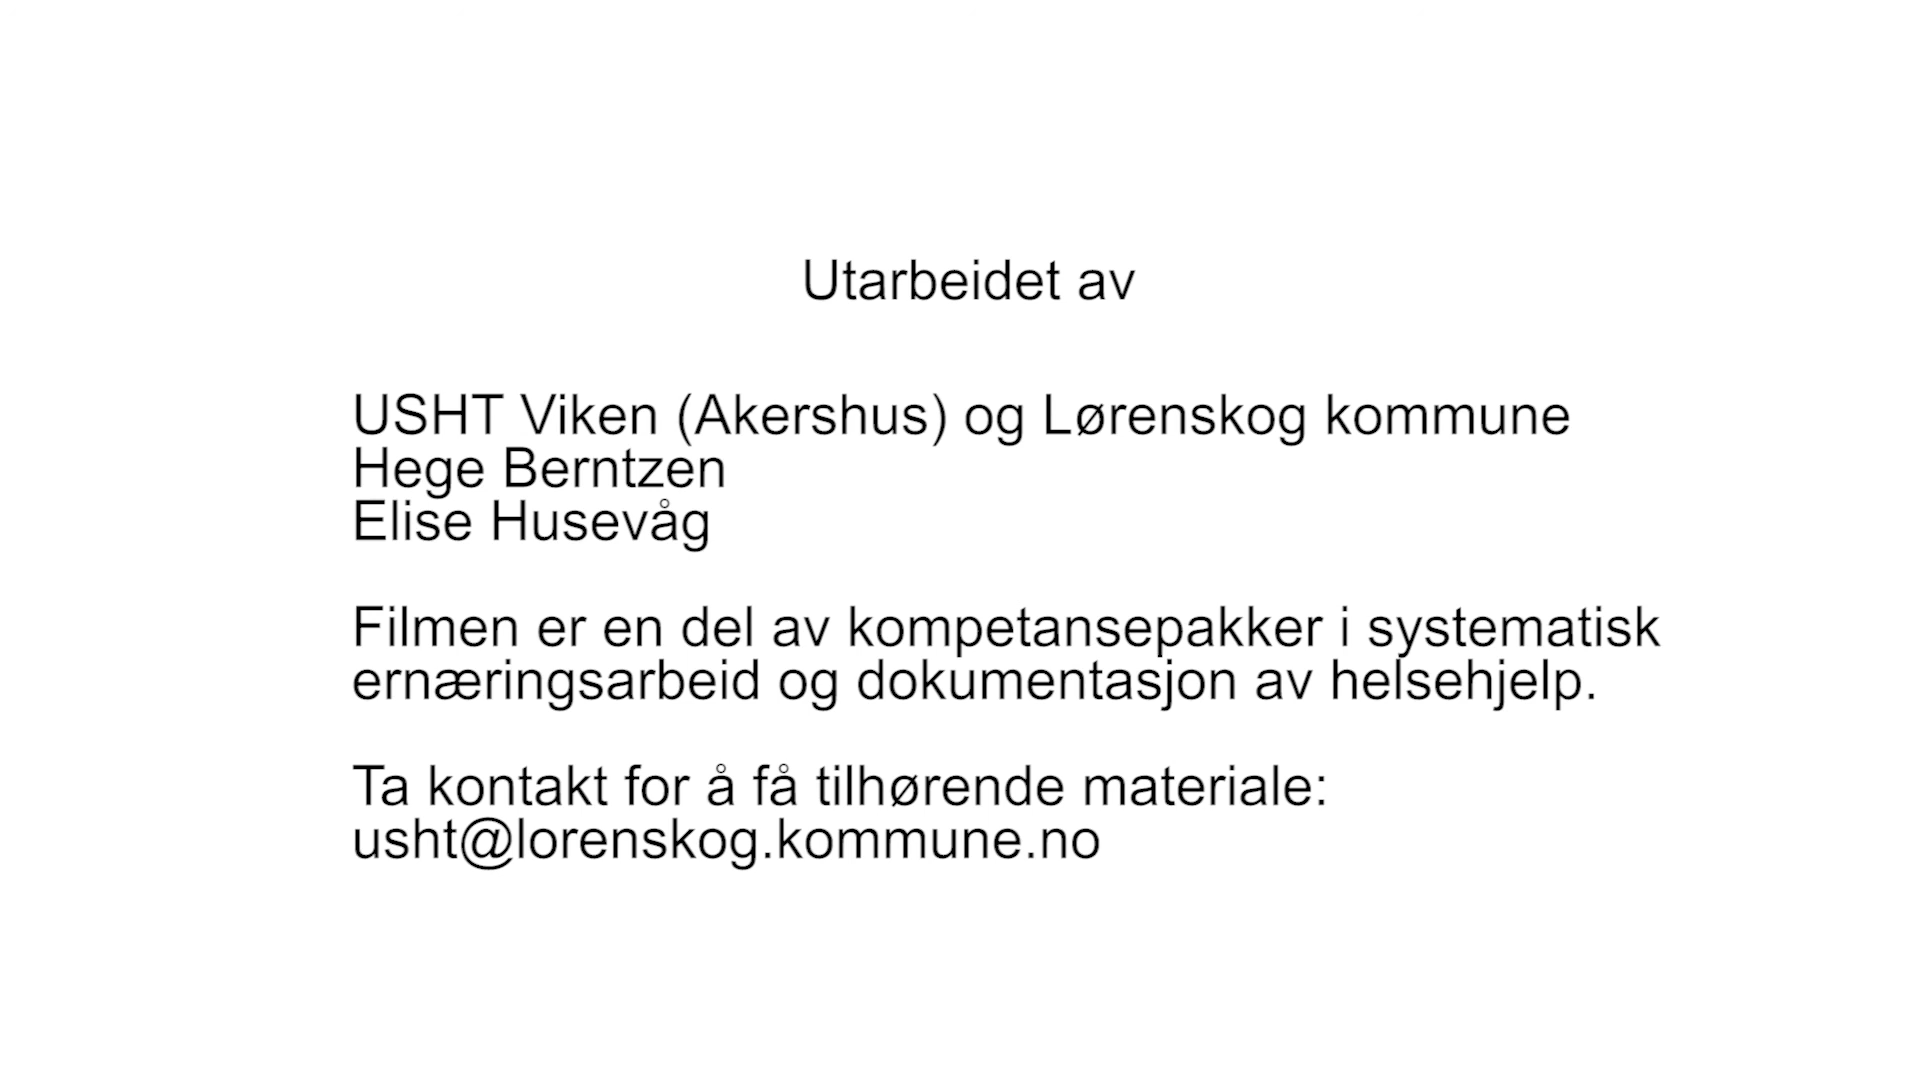 Utarbeidet av
USHT Viken (Akershus) og Lørenskog kommune
Hege Berntzen
Elise Husevåg
Filmen er en del av kompetansepakker i systematisk
ernæringsarbeid og dokumentasjon av helsehjelp.
Ta kontakt for å få tilhørende materiale:
usht@lorenskog.kommune.no